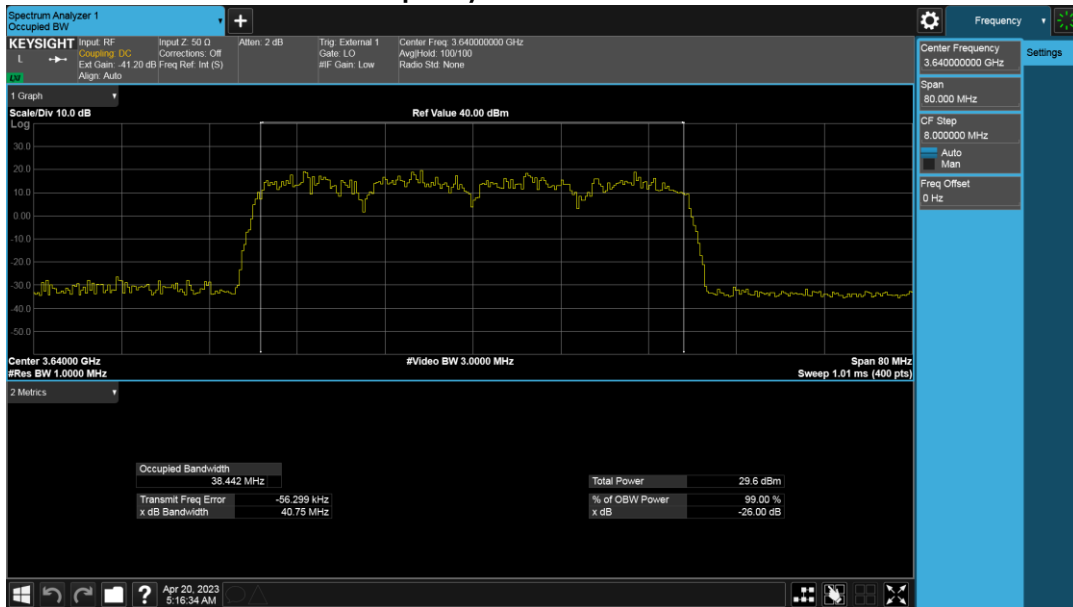 Spectrum Analyzer 1
Occupied BW
Frequency
KEYSIGHT
L
LM
Input: RF
Coupling: DC
Ext Gain: -41.20 dB
Align: Auto
Input Z: 50 Ω
Corrections: Off
Freq Ref: Int (S)
Atten: 2 dB
Trig: External 1
Gate: LO
#IF Gain: Low
Center Freq: 3.640000000 GHz
Avg|Hold: 100/100
Radio Std: None
1 Graph
Scale/Div 10.0 dB
Ref Value 40.00 dBm
Log
30.0
20.0
10.0
0.00
-10.0
-20.0
-30.0
-40.0
-50.0
Center 3.64000 GHz
#Video BW 3.0000 MHz
Span 80 MHz
#Res BW 1.0000 MHz
Sweep 1.01 ms (400 pts)
2 Metrics
Occupied Bandwidth
38.442 MHz
Transmit Freq Error -56.299 kHz
x dB Bandwidth 40.75 MHz
Total Power 29.6 dBm
% of OBW Power 99.00 %
x dB -26.00 dB
Center Frequency
3.640000000 GHz
Settings
Span
80.000 MHz
CF Step
8.000000 MHz
Auto
Man
Freq Offset
0 Hz
?
Apr 20, 2023
5:16:34 AM